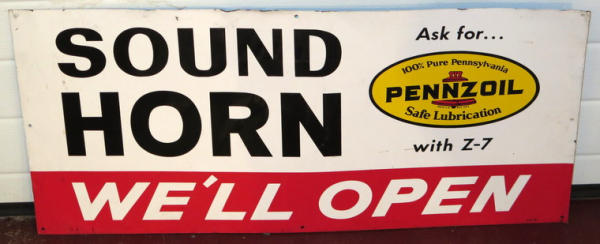 SOUND
HORN
WE'LL OPEN
Ask for...
100% Pure Pennsylvania
PENNZOIL
Safe Lubrication
with Z-7